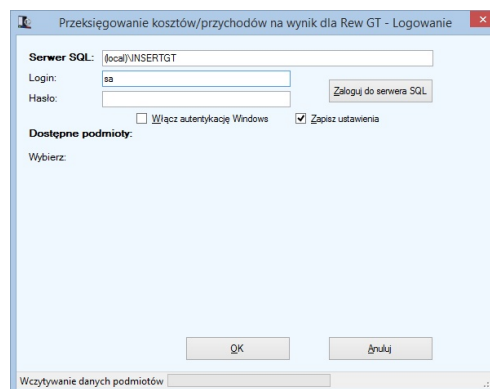 Przeksięgowanie kosztów/przychodów na wynik dla Rew GT - Logowanie
Serwer SQL: (local)\INSERTGT
Login: sa
Hasło:
Zaloguj do serwera SQL
Włącz autentykację Windows Zapisz ustawienia
Dostępne podmioty:
Wybierz:
OK Anuluj
Wczytywanie danych podmiotów